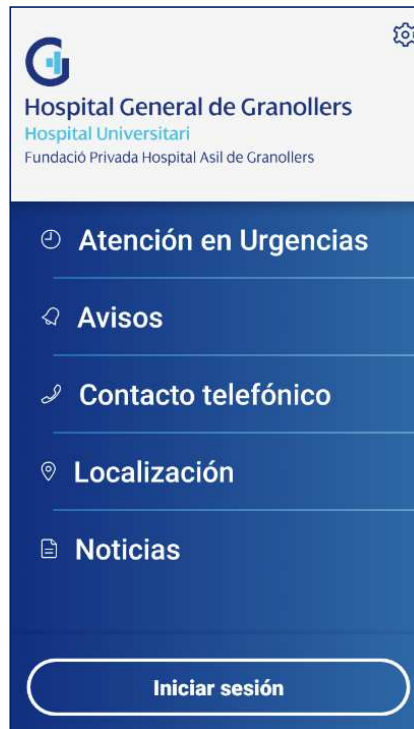 Hospital General de Granollers
Hospital Universitari
Fundació Privada Hospital Asil de Granollers
Atención en Urgencias
Avisos
Contacto telefónico
Localización
Noticias
Iniciar sesión